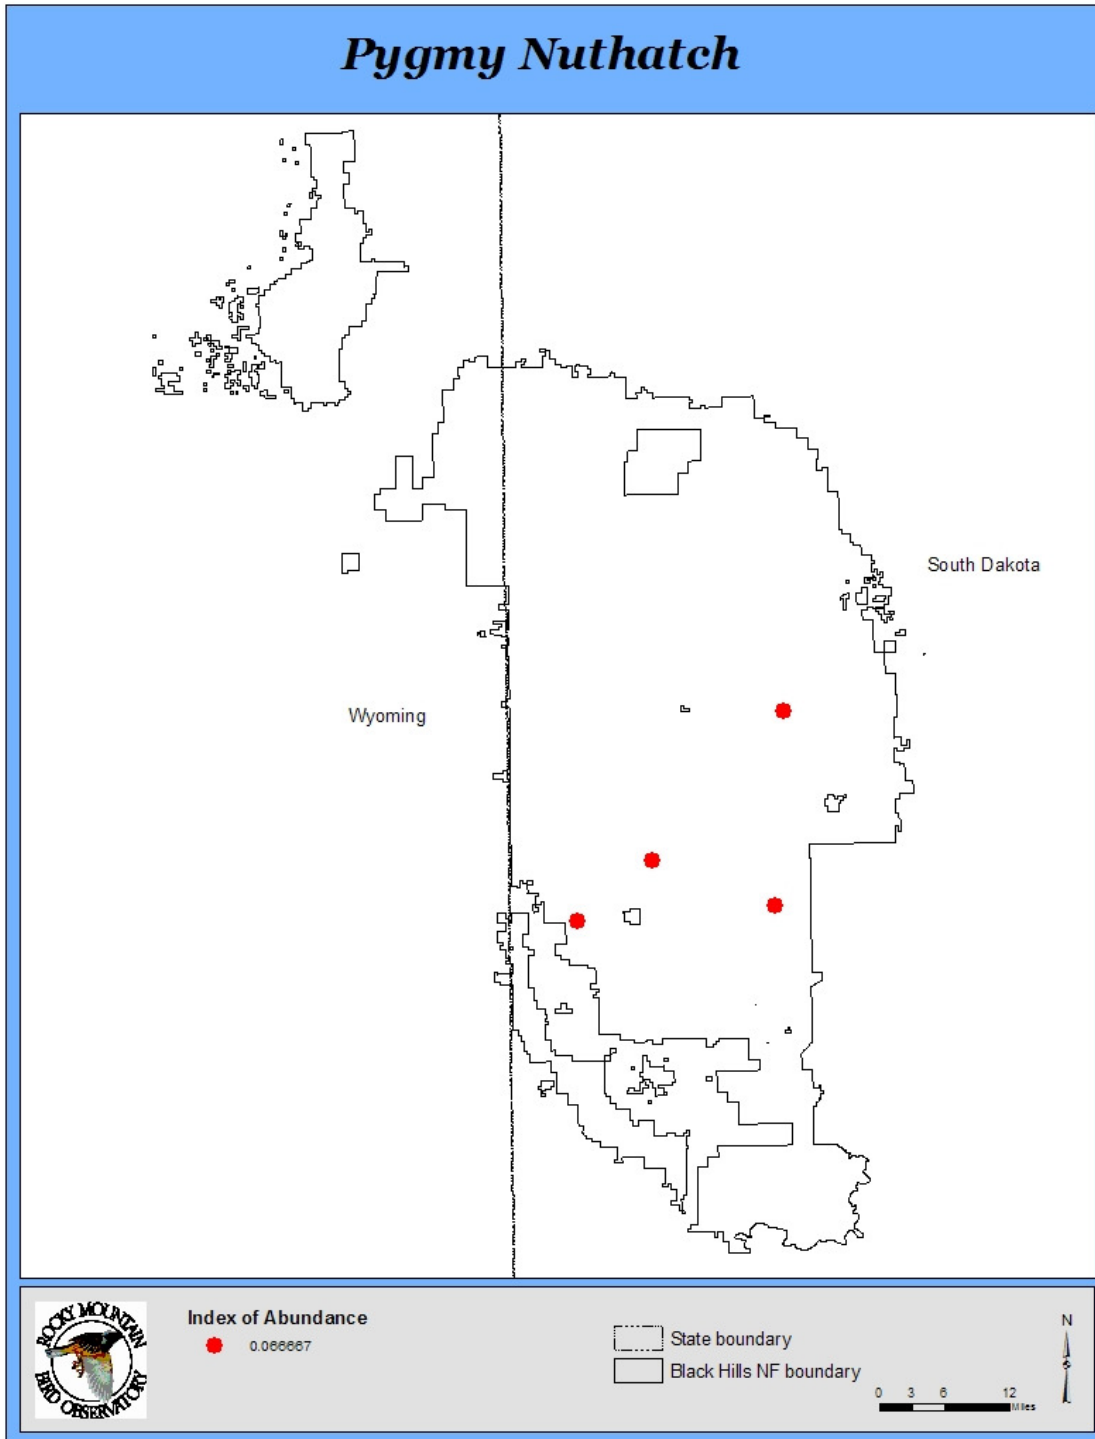 Pygmy Nuthatch
South Dakota
Wyoming
ROCKY MOUNTAIN
BIRD OBSERVATORY
Index of Abundance
0.066667
State boundary
Black Hills NF boundary
N
0 3 6 12
Miles